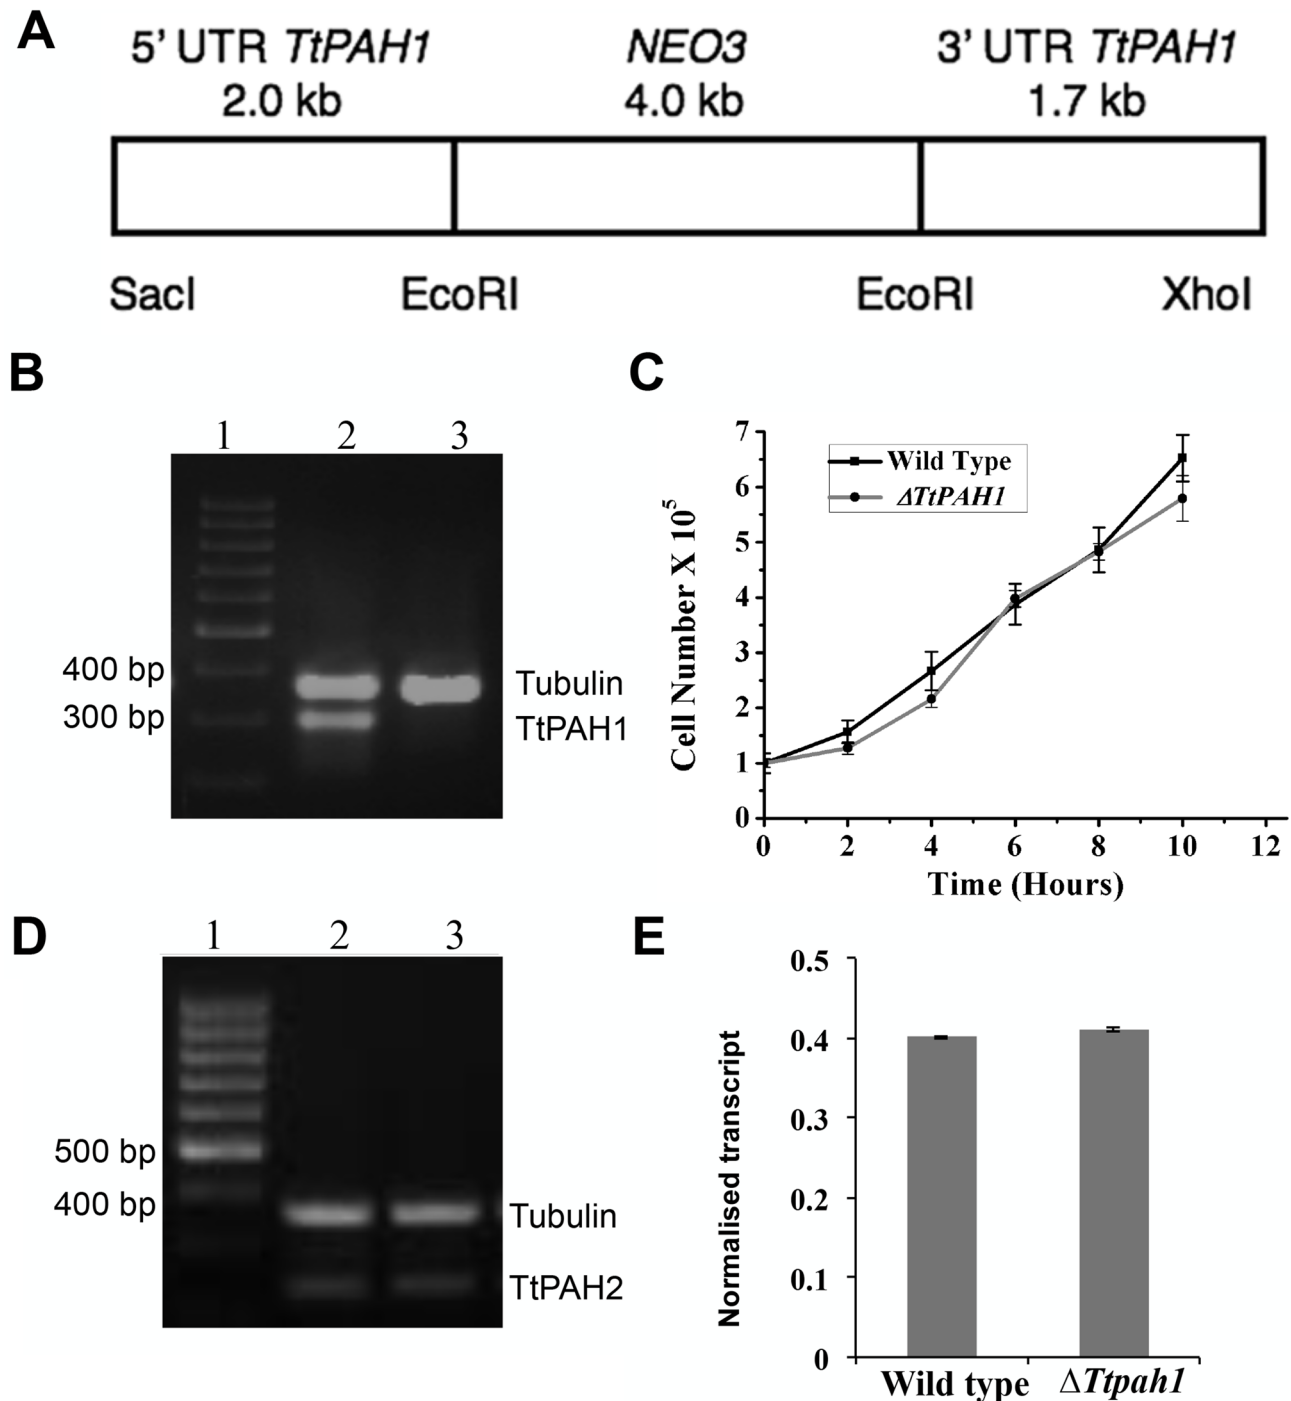 A
5' UTR TtPAH1 NEO3 3' UTR TtPAH1
2.0 kb 4.0 kb 1.7 kb
SacI EcoRI EcoRI XhoI
B
1 2 3
400 bp
300 bp
Tubulin
TtPAH1
C
7
6
5
4
3
2
1
0
Cell Number X 10⁵
Wild Type
ΔTtPAH1
0 2 4 6 8 10 12
Time (Hours)
D
1 2 3
500 bp
400 bp
Tubulin
TtPAH2
E
0.5
0.4
0.3
0.2
0.1
0
Normalised transcript
Wild type ΔTtpah1